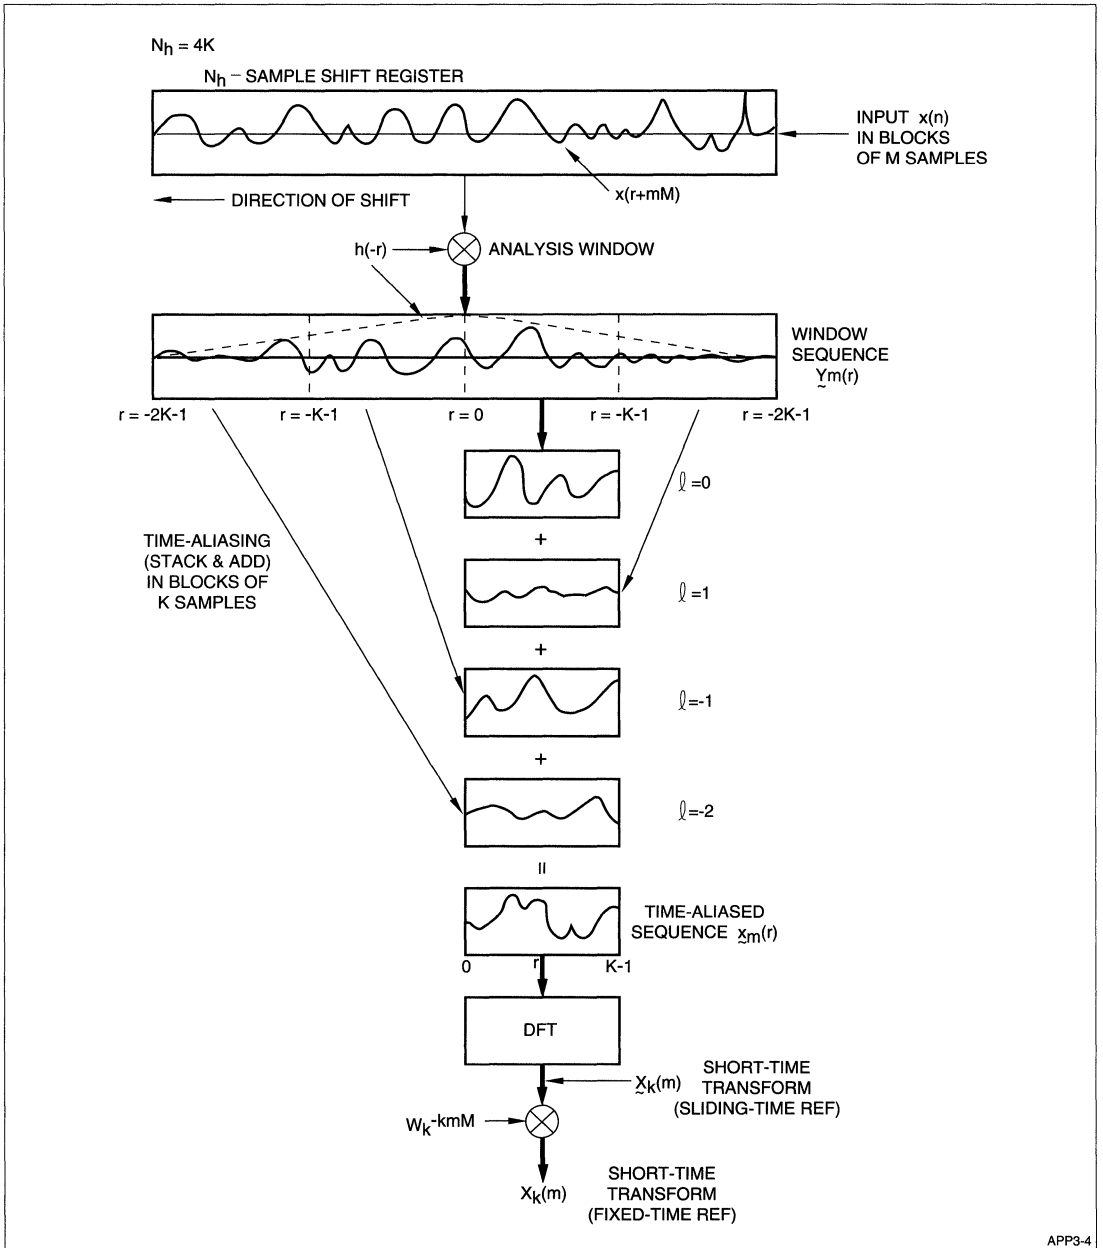 Nh = 4K
Nh – SAMPLE SHIFT REGISTER
INPUT x(n)
IN BLOCKS
OF M SAMPLES
x(r+mM)
DIRECTION OF SHIFT
h(-r)
ANALYSIS WINDOW
WINDOW
SEQUENCE
Ym(r)
r = -2K-1
r = -K-1
r = 0
r = -K-1
r = -2K-1
ℓ =0
+
TIME-ALIASING
(STACK & ADD)
IN BLOCKS OF
K SAMPLES
ℓ=1
+
ℓ=-1
+
ℓ=-2
=
TIME-ALIASED
SEQUENCE xm(r)
0
r
K-1
DFT
Xk(m)
SHORT-TIME
TRANSFORM
(SLIDING-TIME REF)
Wk-kmM
Xk(m)
SHORT-TIME
TRANSFORM
(FIXED-TIME REF)
APP3-4